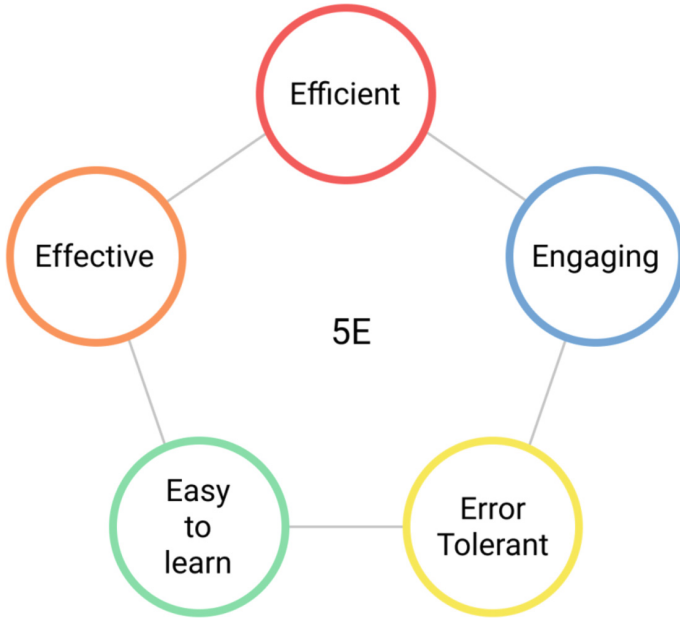 Efficient
Effective
Engaging
5E
Easy
to
learn
Error
Tolerant